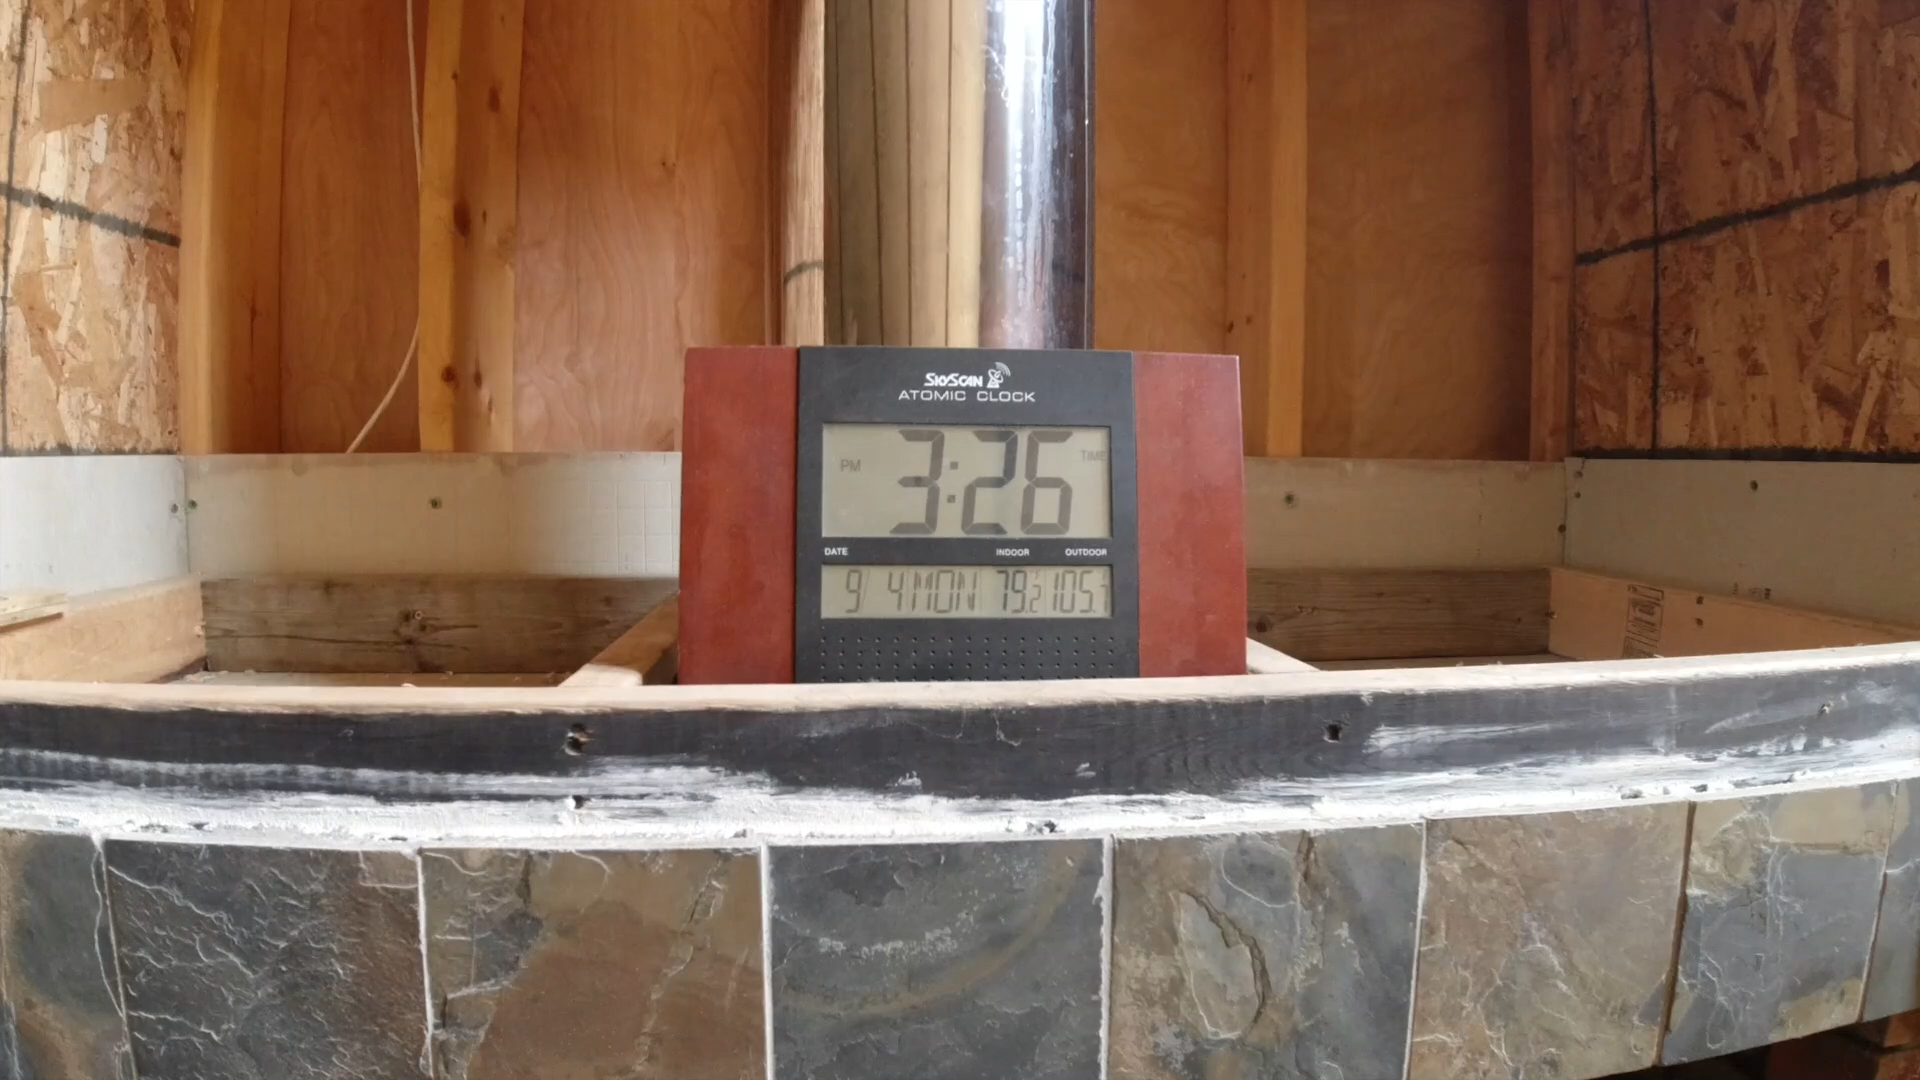 SKYSCAN
ATOMIC CLOCK
PM 3:26 TIME
DATE INDOOR OUTDOOR
9/ 4 MON 79.2 105.1